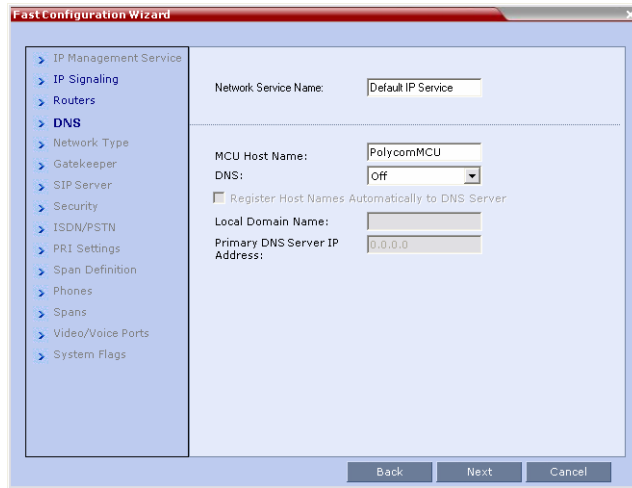 Fast Configuration Wizard
IP Management Service
IP Signaling
Routers
DNS
Network Type
Gatekeeper
SIP Server
Security
ISDN/PSTN
PRI Settings
Span Definition
Phones
Spans
Video/Voice Ports
System Flags
Network Service Name: Default IP Service
MCU Host Name: PolycomMCU
DNS: Off
Register Host Names Automatically to DNS Server
Local Domain Name:
Primary DNS Server IP 0.0.0.0
Address:
Back Next Cancel